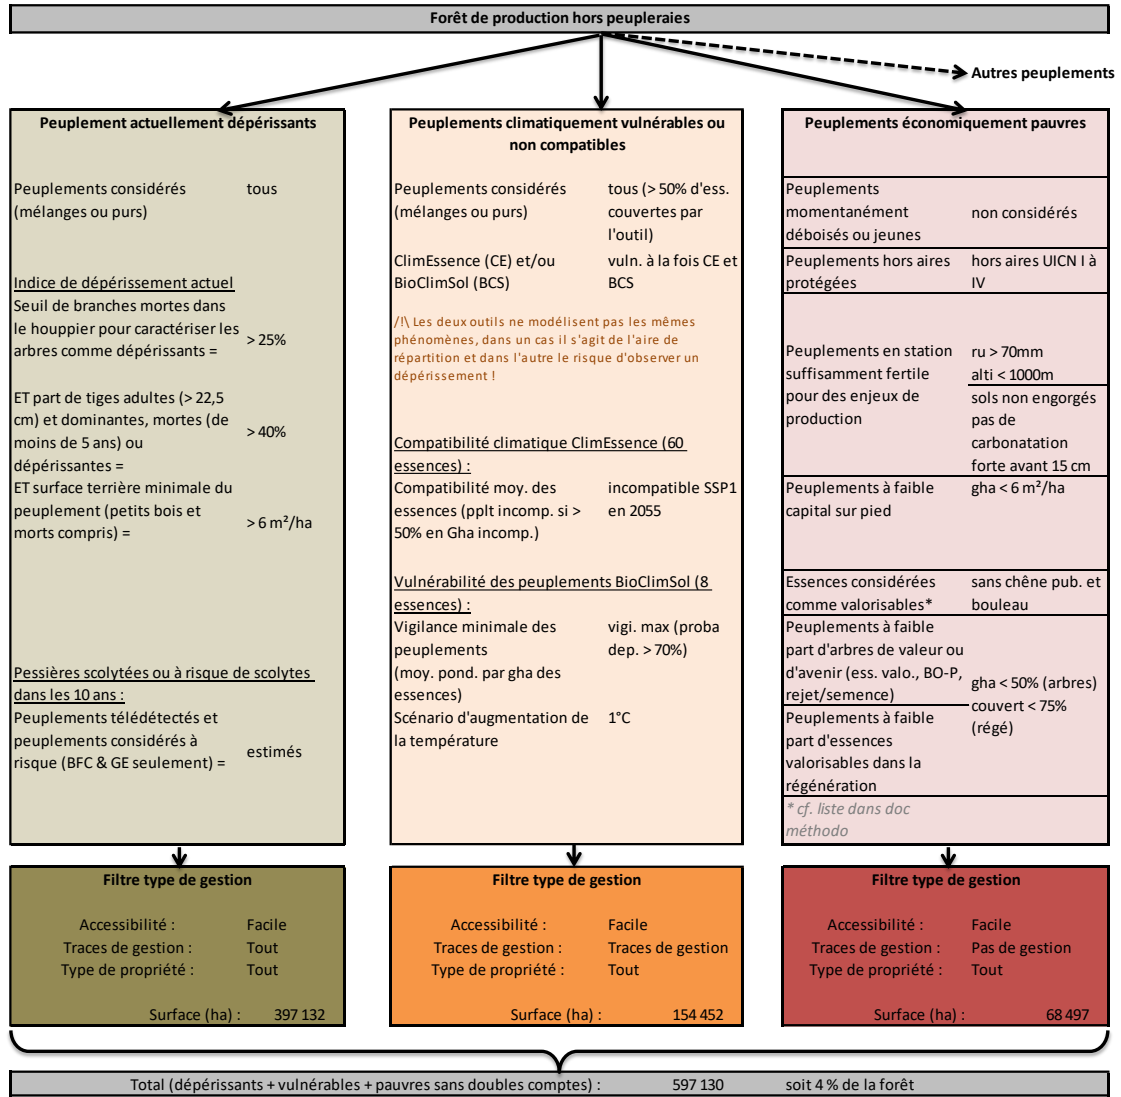 Forêt de production hors peupleraies
Autres peuplements
Peuplement actuellement dépérissants
Peuplements considérés
(mélanges ou purs)
tous
Indice de dépérissement actuel
Seuil de branches mortes dans
le houppier pour caractériser les
arbres comme dépérissants =
> 25%
ET part de tiges adultes (> 22,5
cm) et dominantes, mortes (de
moins de 5 ans) ou
dépérissantes =
> 40%
ET surface terrière minimale du
peuplement (petits bois et
morts compris) =
> 6 m²/ha
Pessières scolytées ou à risque de scolytes
dans les 10 ans :
Peuplements télédétectés et
peuplements considérés à
risque (BFC & GE seulement) =
estimés
Peuplements climatiquement vulnérables ou
non compatibles
Peuplements considérés
(mélanges ou purs)
tous (> 50% d'ess.
couvertes par
l'outil)
ClimEssence (CE) et/ou
BioClimSol (BCS)
vuln. à la fois CE et
BCS
/!\ Les deux outils ne modélisent pas les mêmes
phénomènes, dans un cas il s'agit de l'aire de
répartition et dans l'autre le risque d'observer un
dépérissement !
Compatibilité climatique ClimEssence (60
essences) :
Compatibilité moy. des
essences (pplt incomp. si >
50% en Gha incomp.)
incompatible SSP1
en 2055
Vulnérabilité des peuplements BioClimSol (8
essences) :
Vigilance minimale des
peuplements
(moy. pond. par gha des
essences)
vigi. max (proba
dep. > 70%)
Scénario d'augmentation de
la température
1°C
Peuplements économiquement pauvres
Peuplements
momentanément
déboisés ou jeunes
non considérés
Peuplements hors aires
protégées
hors aires UICN I à
IV
Peuplements en station
suffisamment fertile
pour des enjeux de
production
ru > 70mm
alti < 1000m
sols non engorgés
pas de
carbonatation
forte avant 15 cm
Peuplements à faible
capital sur pied
gha < 6 m²/ha
Essences considérées
comme valorisables*
sans chêne pub. et
bouleau
Peuplements à faible
part d'arbres de valeur ou
d'avenir (ess. valo., BO-P,
rejet/semence)
Peuplements à faible
part d'essences
valorisables dans la
régénération
gha < 50% (arbres)
couvert < 75%
(régé)
* cf. liste dans doc
méthodo
Filtre type de gestion
Accessibilité : Facile
Traces de gestion : Tout
Type de propriété : Tout
Surface (ha) : 397 132
Filtre type de gestion
Accessibilité : Facile
Traces de gestion : Traces de gestion
Type de propriété : Tout
Surface (ha) : 154 452
Filtre type de gestion
Accessibilité : Facile
Traces de gestion : Pas de gestion
Type de propriété : Tout
Surface (ha) : 68 497
Total (dépérissants + vulnérables + pauvres sans doubles comptes) : 597 130 soit 4 % de la forêt